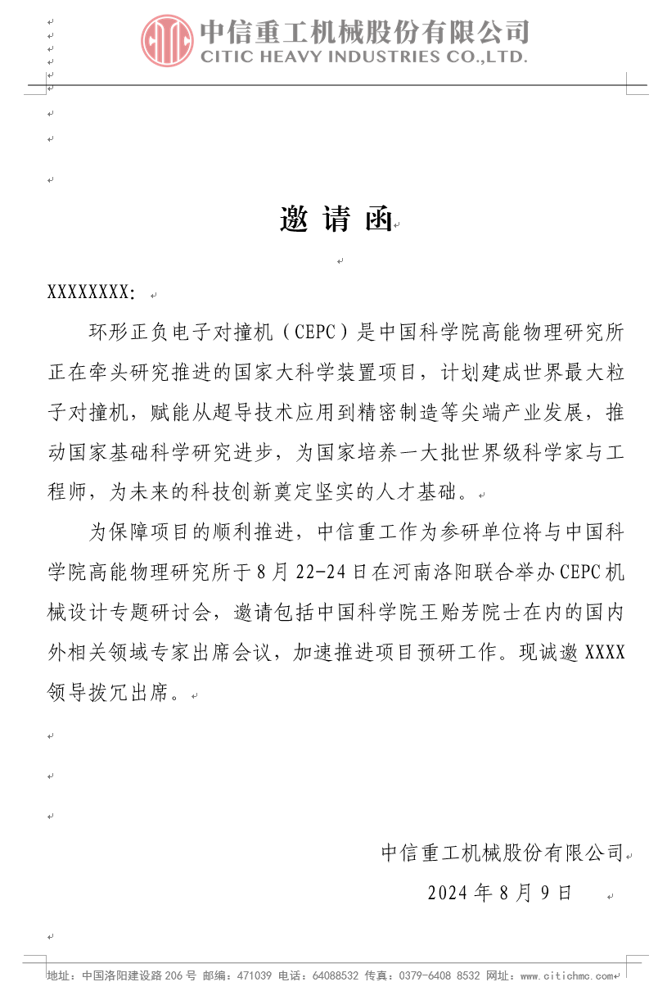 中信重工机械股份有限公司
CITIC HEAVY INDUSTRIES CO.,LTD.
邀 请 函
XXXXXXXX：
环形正负电子对撞机（CEPC）是中国科学院高能物理研究所
正在牵头研究推进的国家大科学装置项目，计划建成世界最大粒
子对撞机，赋能从超导技术应用到精密制造等尖端产业发展，推
动国家基础科学研究进步，为国家培养一大批世界级科学家与工
程师，为未来的科技创新奠定坚实的人才基础。
为保障项目的顺利推进，中信重工作为参研单位将与中国科
学院高能物理研究所于 8 月 22-24 日在河南洛阳联合举办 CEPC 机
械设计专题研讨会，邀请包括中国科学院王贻芳院士在内的国内
外相关领域专家出席会议，加速推进项目预研工作。现诚邀 XXXX
领导拨冗出席。
中信重工机械股份有限公司
2024 年 8 月 9 日
地址：中国洛阳建设路 206 号 邮编：471039 电话：64088532 传真：0379-6408 8532 网址：www.citichmc.com